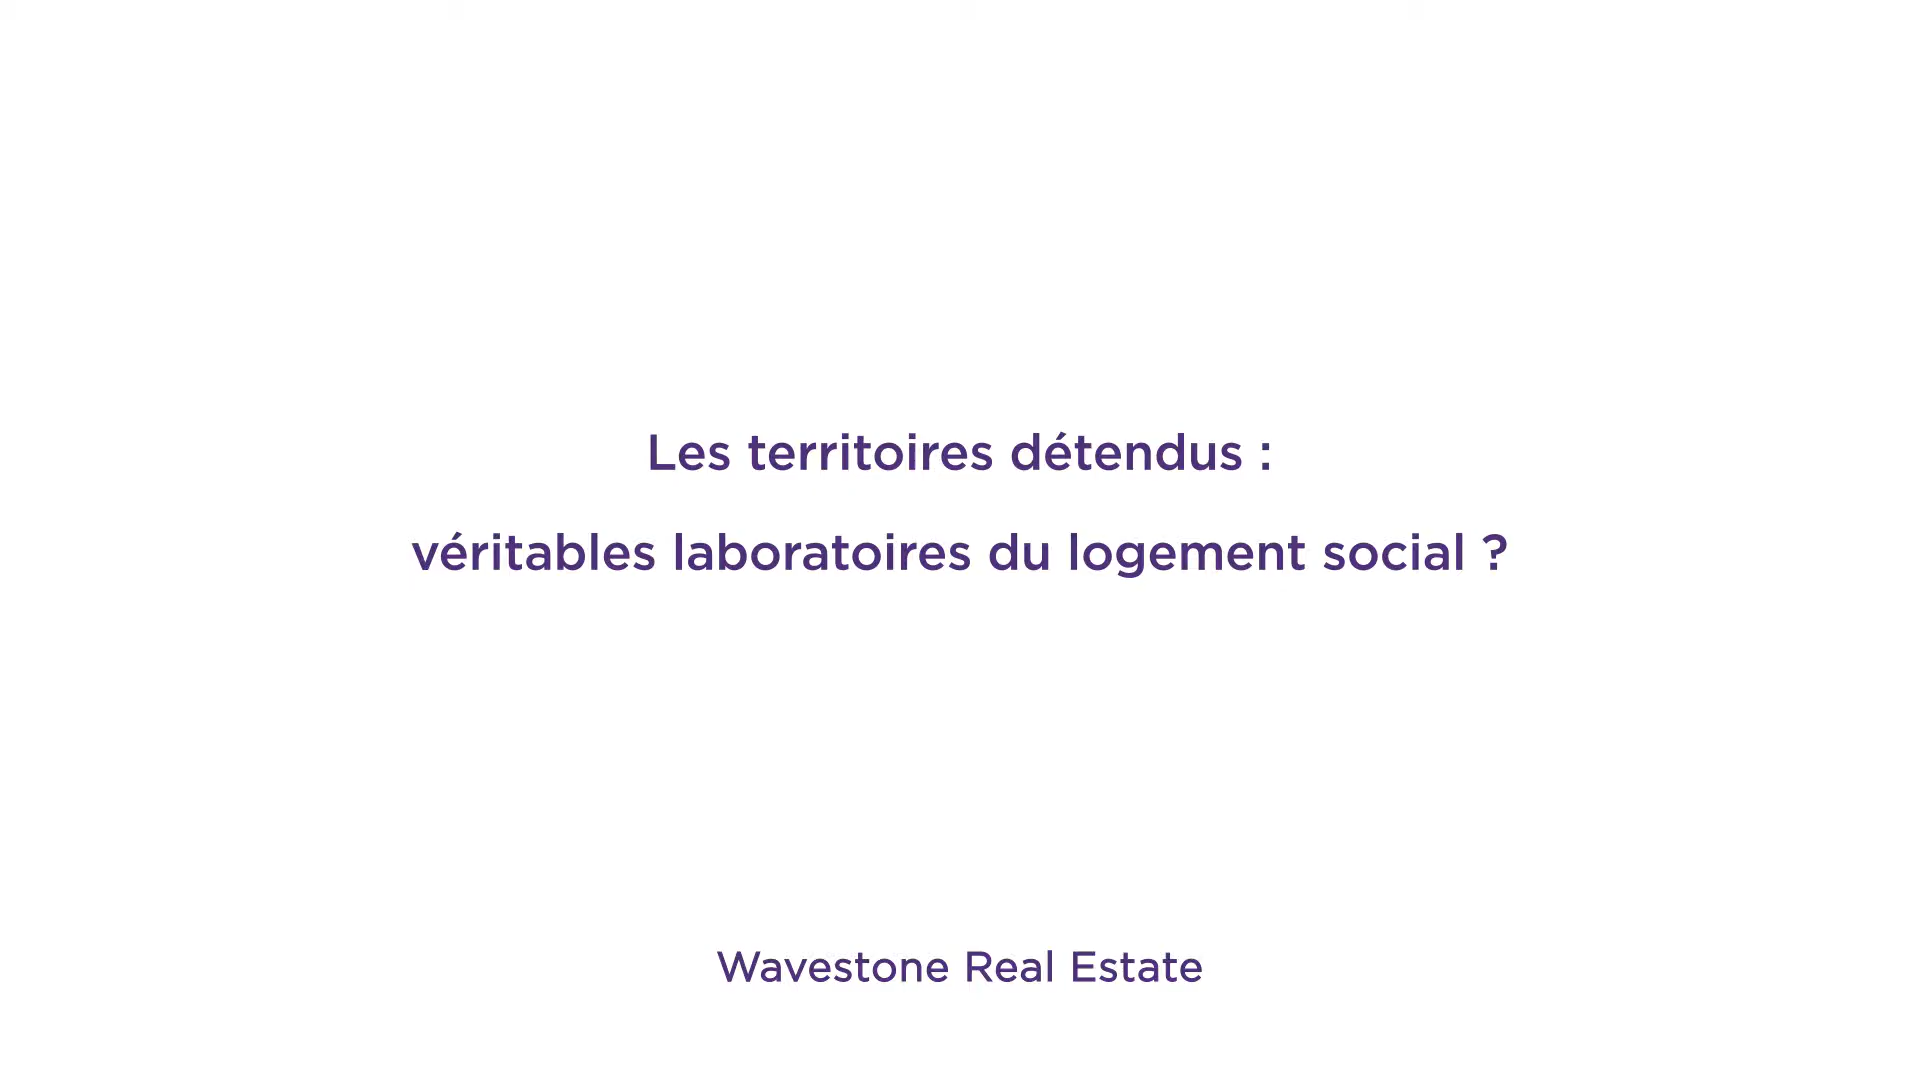 Les territoires détendus :
véritables laboratoires du logement social ?
Wavestone Real Estate